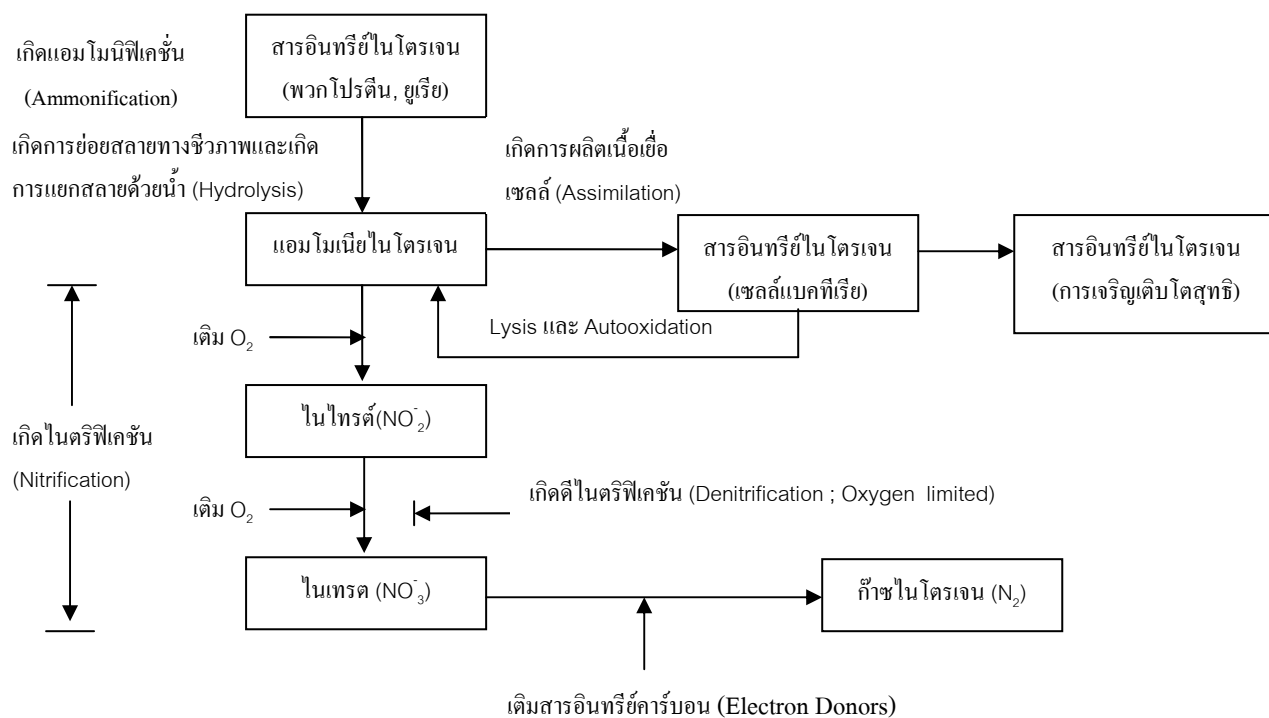 เกิดแอมโมนิฟิเคชั่น
(Ammonification)
สารอินทรีย์ไนโตรเจน
(พวกโปรตีน, ยูเรีย)
เกิดการย่อยสลายทางชีวภาพและเกิด
การแยกสลายด้วยน้ำ (Hydrolysis)
เกิดการผลิตเนื้อเยื่อ
เซลล์ (Assimilation)
แอมโมเนียไนโตรเจน
สารอินทรีย์ไนโตรเจน
(เซลล์แบคทีเรีย)
สารอินทรีย์ไนโตรเจน
(การเจริญเติบโตสุทธิ)
เติม O₂
Lysis และ Autooxidation
ไนไทรต์(NO⁻₂)
เกิดไนตริฟิเคชัน
(Nitrification)
เติม O₂
เกิดดีไนตริฟิเคชัน (Denitrification ; Oxygen limited)
ไนเทรต (NO⁻₃)
ก๊าซไนโตรเจน (N₂)
เติมสารอินทรีย์คาร์บอน (Electron Donors)